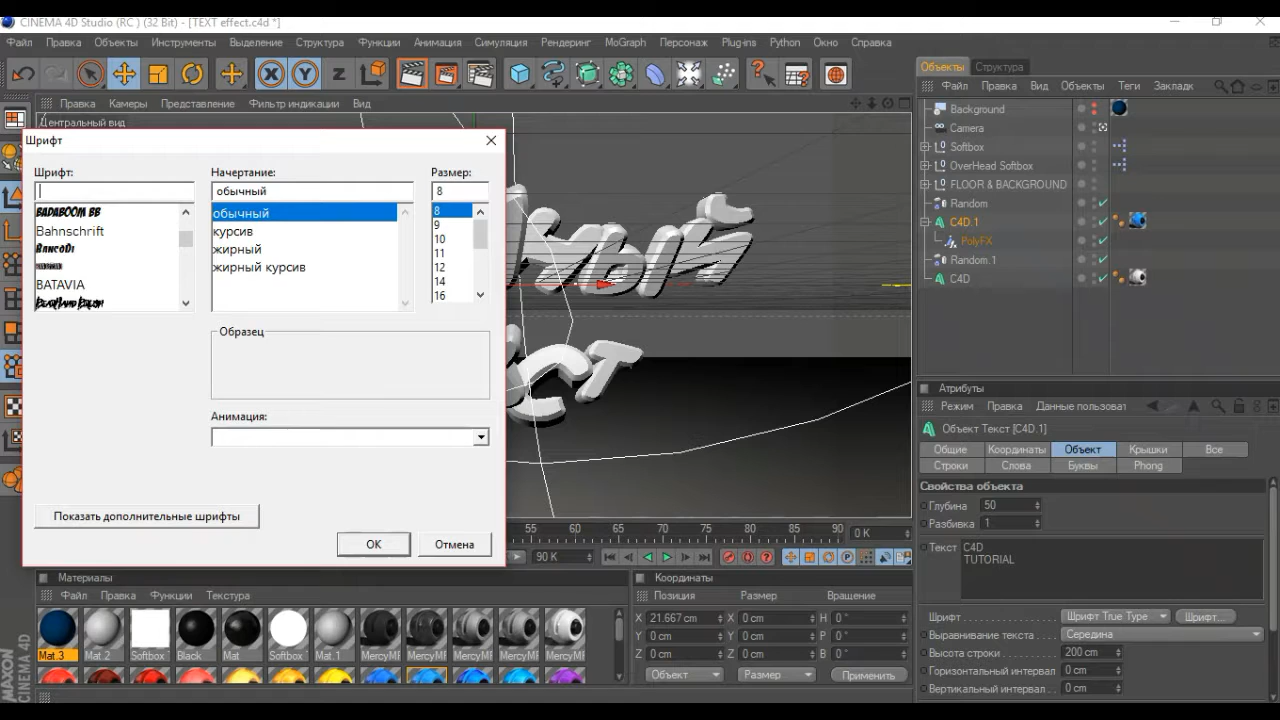 CINEMA 4D Studio (RC ) (32 Bit) - [TEXT effect.c4d *]
Файл Правка Объекты Инструменты Выделение Структура Функции Анимация Симуляция Рендеринг MoGraph Персонаж Plug-ins Python Окно Справка
Объекты Структура
Файл Правка Вид Объекты Теги Закладк
Правка Камеры Представление Фильтр индикации Вид
Центральный вид
Background
Camera
Softbox
OverHead Softbox
FLOOR & BACKGROUND
Random
C4D.1
PolyFX
Random.1
C4D
Шрифт
Шрифт:
Начертание:
Размер:
обычный
8
BADABOOM BB
Bahnschrift
BATAVIA
обычный
курсив
жирный
жирный курсив
8
9
10
11
12
14
16
Образец
Анимация:
Показать дополнительные шрифты
OK
Отмена
55 60 65 70 75 80 85 90
0 K
90 K
Атрибуты
Режим Правка Данные пользоват
Объект Текст [C4D.1]
Общие Координаты Объект Крышки Все
Строки Слова Буквы Phong
Свойства объекта
Глубина 50
Разбивка 1
Текст C4D
TUTORIAL
Шрифт Шрифт True Type Шрифт...
Выравнивание текста Середина
Высота строки 200 cm
Горизонтальный интервал 0 cm
Вертикальный интервал 0 cm
Материалы
Файл Правка Функции Текстура
Mat.3 Mat.2 Softbox Black Mat Softbox Mat.1 MercyMF MercyMF MercyMF MercyMF MercyMF
Координаты
Позиция Размер Вращение
X 21.667 cm X 0 cm H 0 °
Y 0 cm Y 0 cm P 0 °
Z 0 cm Z 0 cm B 0 °
Объект Размер Применить
MAXON
CINEMA 4D